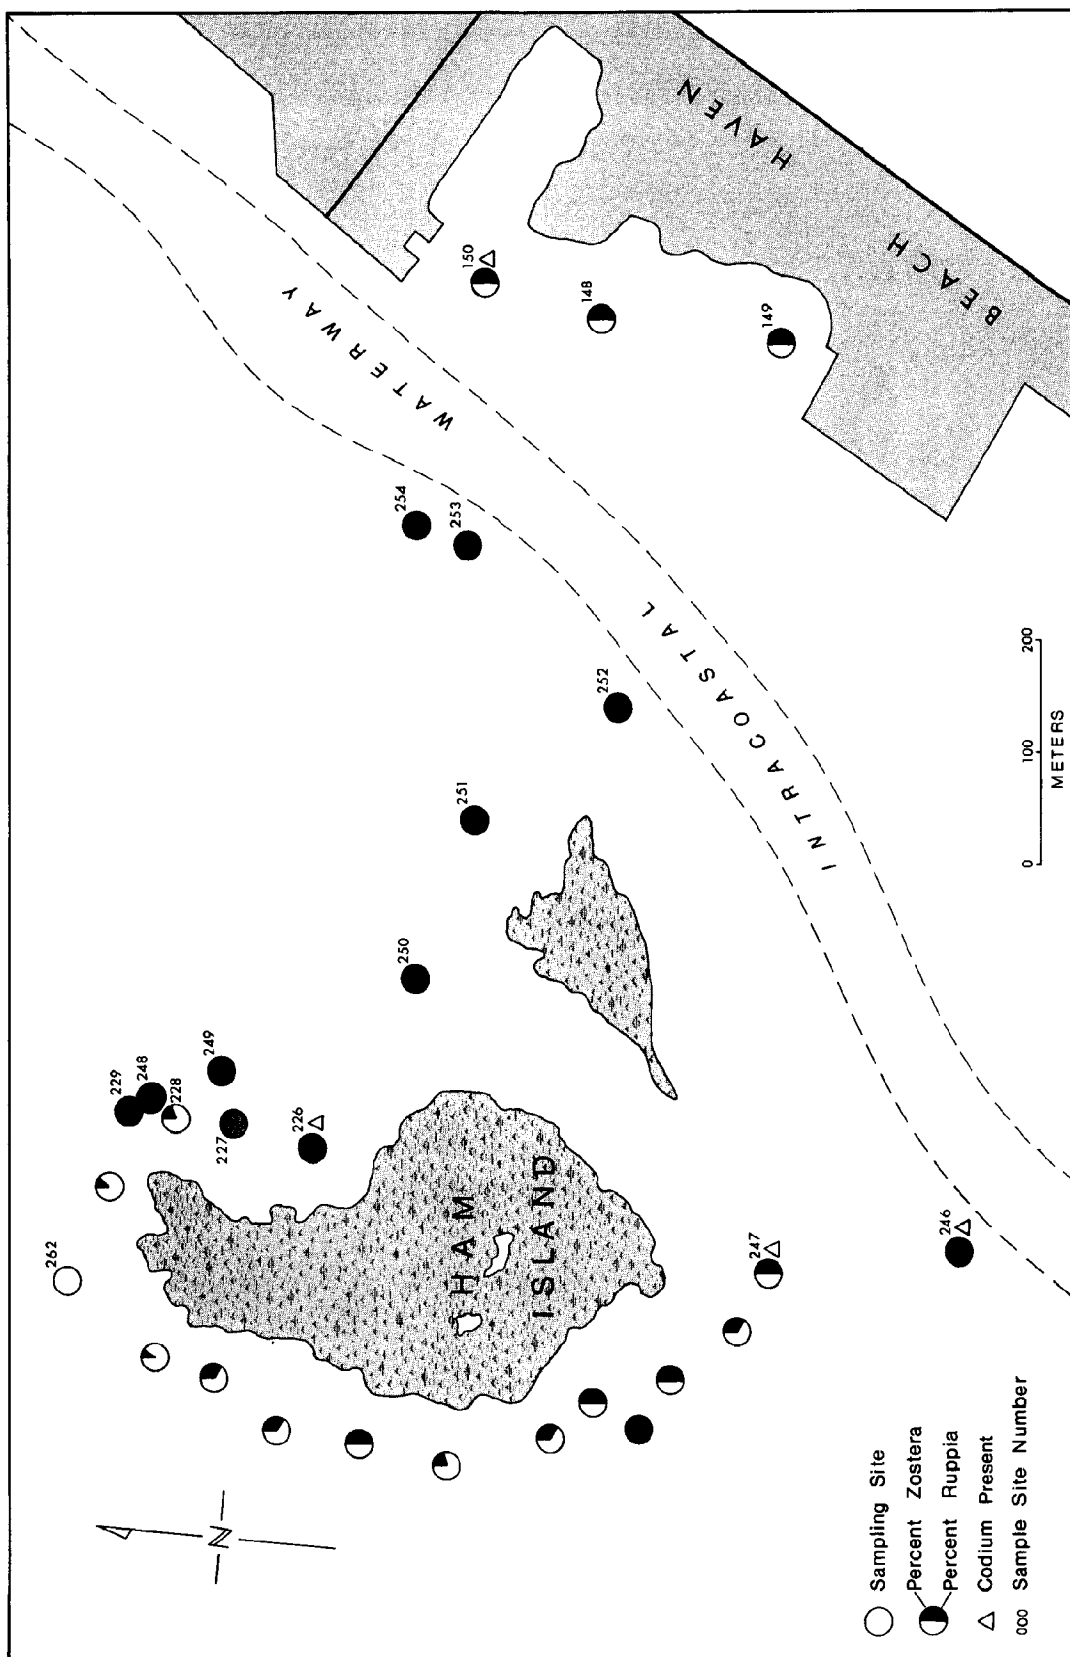 BEACH HAVEN
INTRACOASTAL WATERWAY
HAM
ISLAND
150
148
149
254
253
252
251
250
249
248
229
228
227
226
262
247
246
N
0 100 200
METERS
Sampling Site
Percent Zostera
Percent Ruppia
Codium Present
000 Sample Site Number